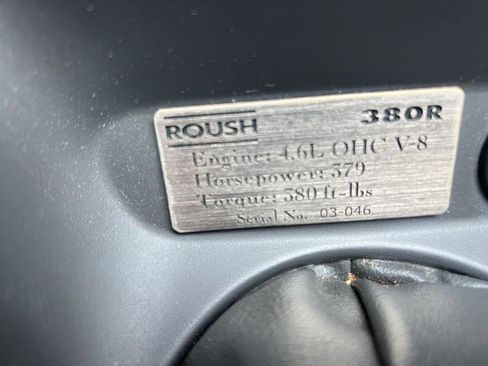 ROUSH 380R
Engine: 4.6L OHC V-8
Horsepower: 379
Torque: 380 ft-lbs
Serial No. 03-046